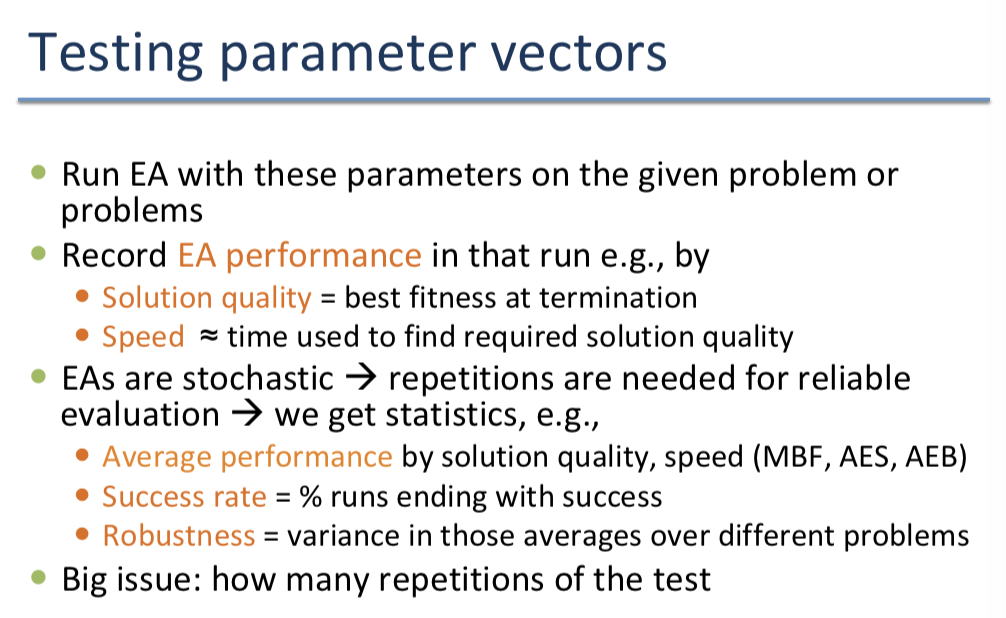 Testing parameter vectors
• Run EA with these parameters on the given problem or
problems
• Record EA performance in that run e.g., by
• Solution quality = best fitness at termination
• Speed ≈ time used to find required solution quality
• EAs are stochastic → repetitions are needed for reliable
evaluation → we get statistics, e.g.,
• Average performance by solution quality, speed (MBF, AES, AEB)
• Success rate = % runs ending with success
• Robustness = variance in those averages over different problems
• Big issue: how many repetitions of the test